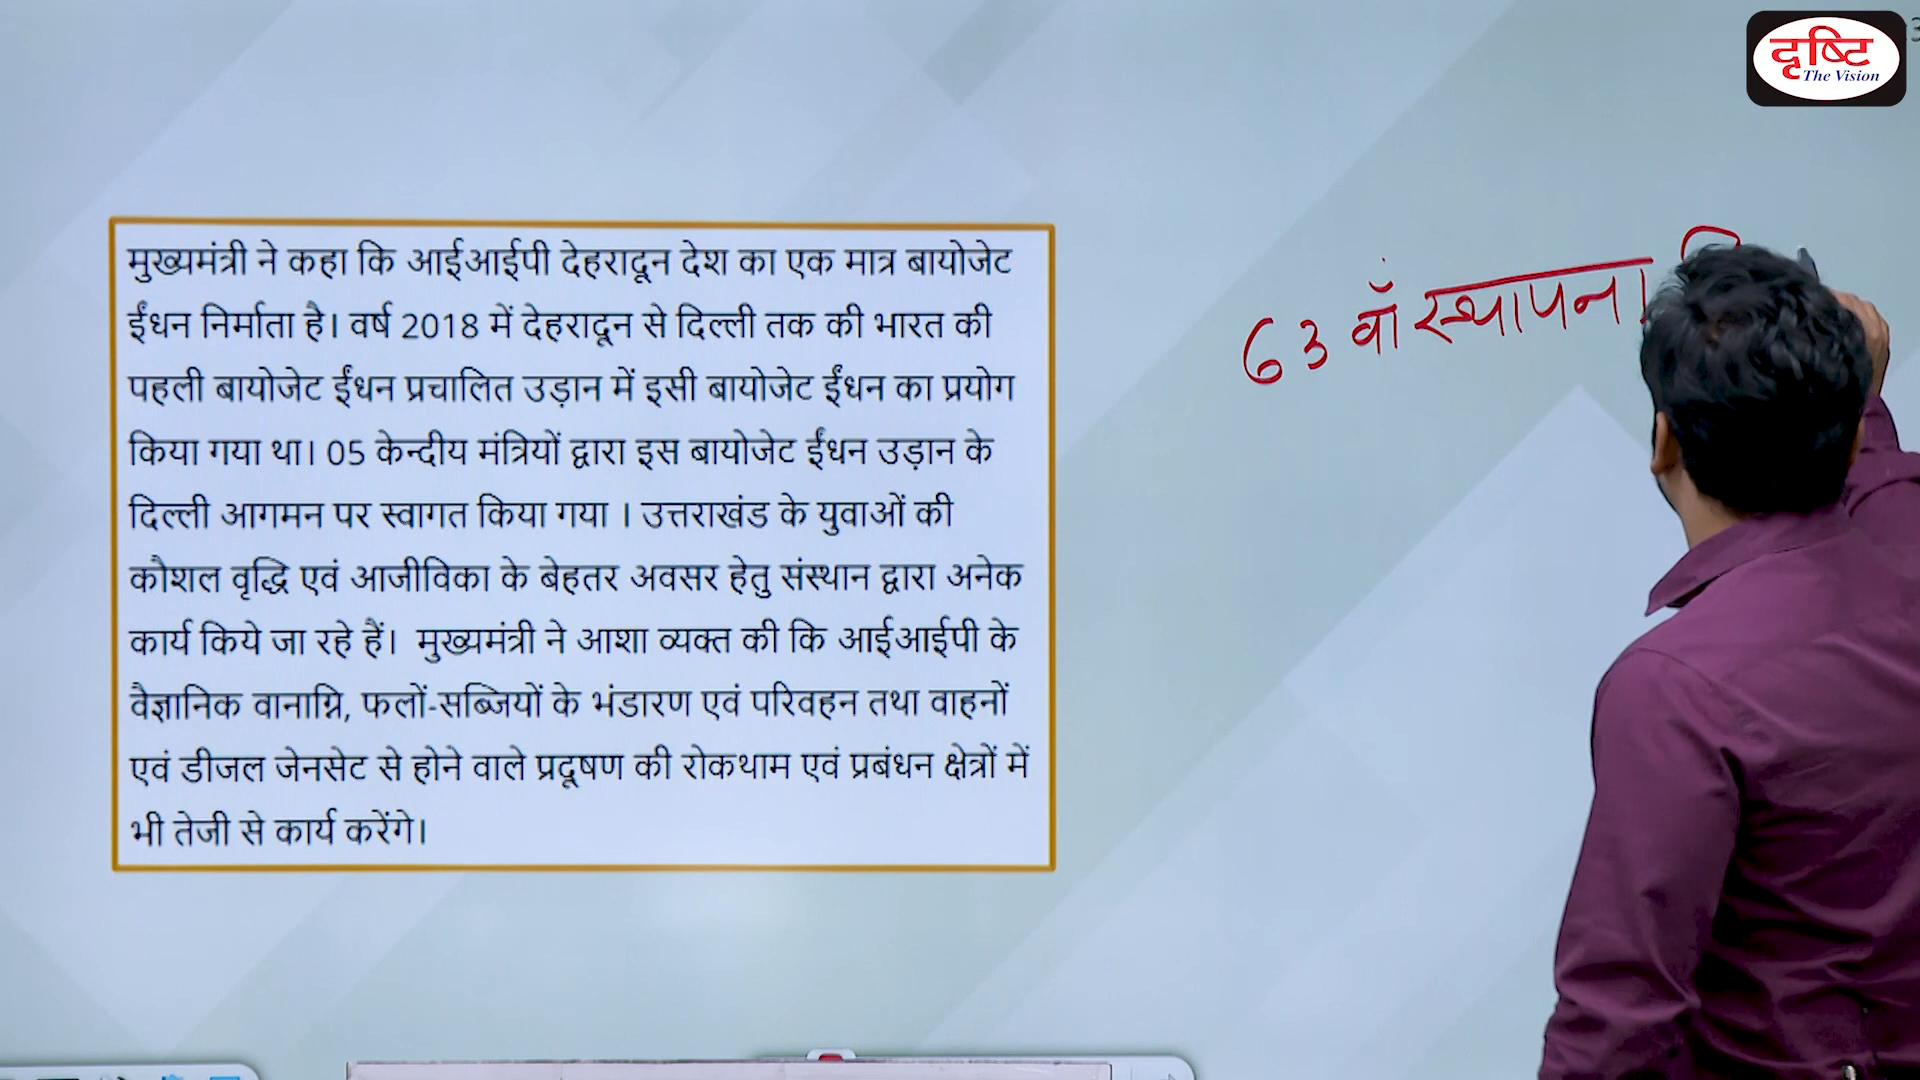 दृष्टि
The Vision
मुख्यमंत्री ने कहा कि आईआईपी देहरादून देश का एक मात्र बायोजेट
ईंधन निर्माता है। वर्ष 2018 में देहरादून से दिल्ली तक की भारत की
पहली बायोजेट ईंधन प्रचालित उड़ान में इसी बायोजेट ईंधन का प्रयोग
किया गया था। 05 केन्दीय मंत्रियों द्वारा इस बायोजेट ईंधन उड़ान के
दिल्ली आगमन पर स्वागत किया गया । उत्तराखंड के युवाओं की
कौशल वृद्धि एवं आजीविका के बेहतर अवसर हेतु संस्थान द्वारा अनेक
कार्य किये जा रहे हैं। मुख्यमंत्री ने आशा व्यक्त की कि आईआईपी के
वैज्ञानिक वानाग्नि, फलों-सब्जियों के भंडारण एवं परिवहन तथा वाहनों
एवं डीजल जेनसेट से होने वाले प्रदूषण की रोकथाम एवं प्रबंधन क्षेत्रों में
भी तेजी से कार्य करेंगे।
63 वाँ स्थापना